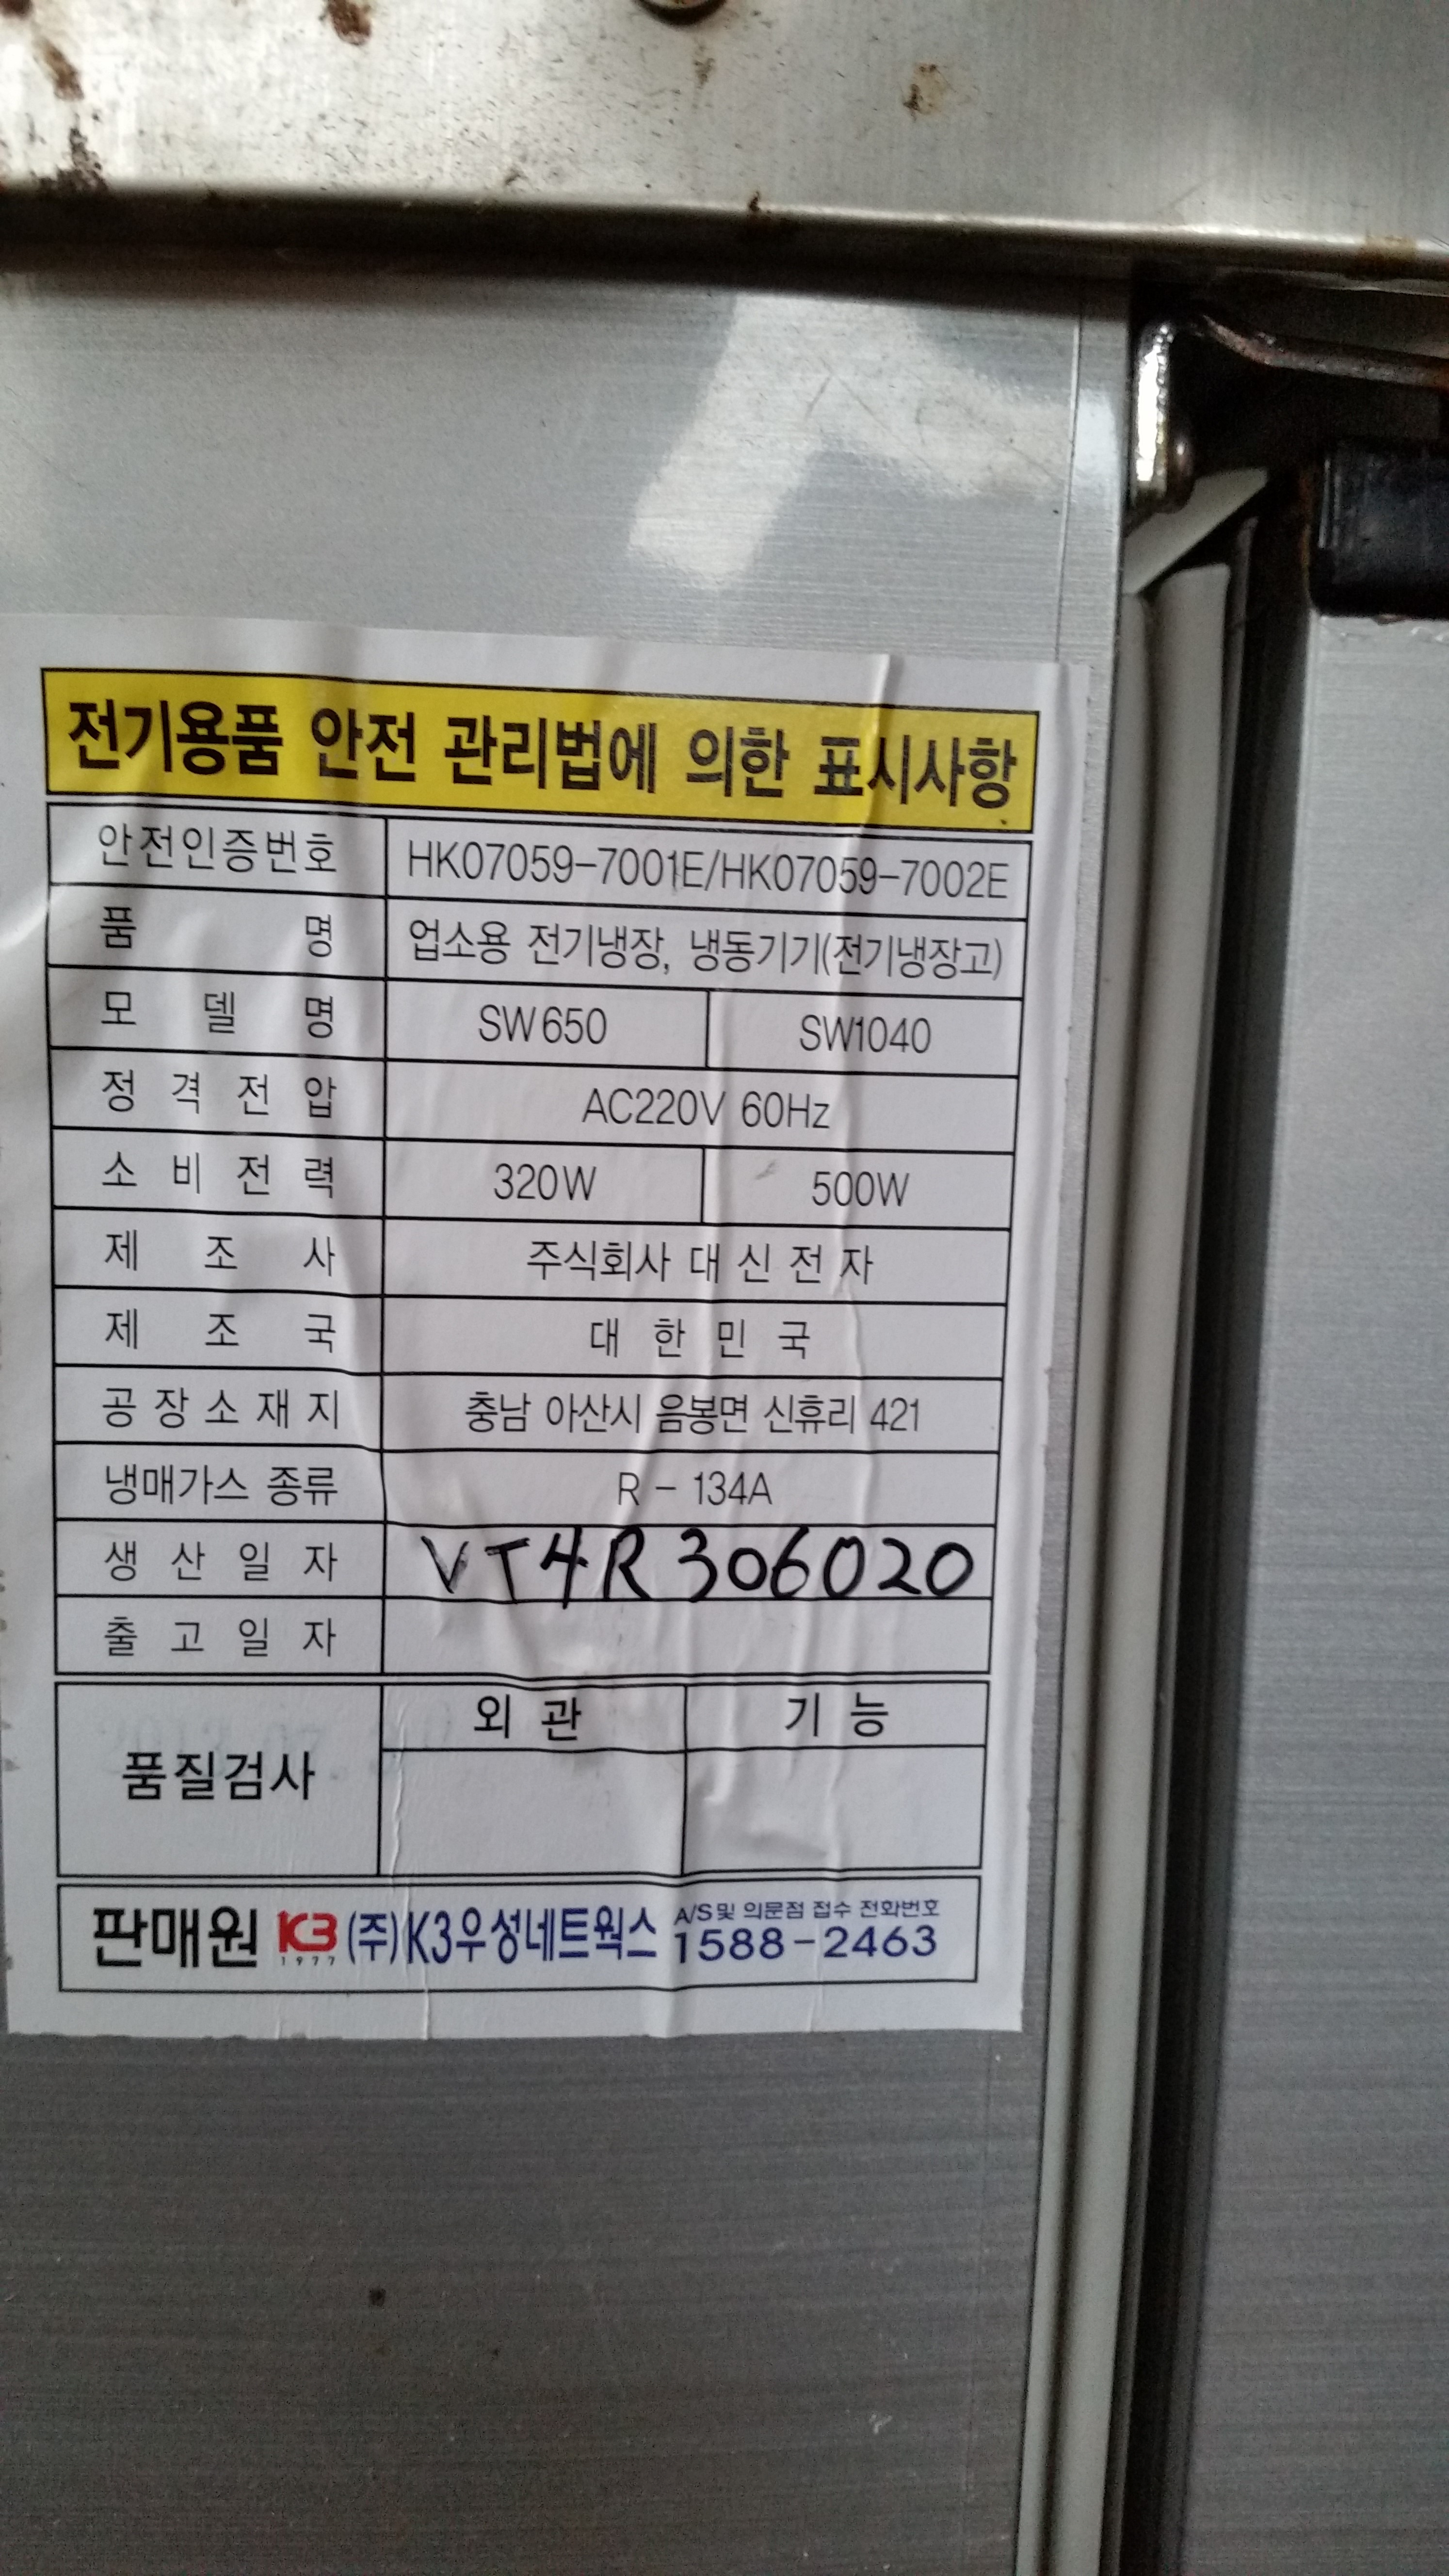 전기용품 안전 관리법에 의한 표시사항
안전인증번호 HK07059-7001E/HK07059-7002E
품 명 업소용 전기냉장, 냉동기기(전기냉장고)
모 델 명 SW650 SW1040
정 격 전 압 AC220V 60Hz
소 비 전 력 320W 500W
제 조 사 주식회사 대 신 전 자
제 조 국 대 한 민 국
공 장 소 재 지 충남 아산시 음봉면 신휴리 421
냉매가스 종류 R - 134A
생 산 일 자 VT4R306020
출 고 일 자
외 관 기 능
품질검사
A/S및 의문점 접수 전화번호
판매원 K3 (주)K3우성네트웍스 1588-2463
1977